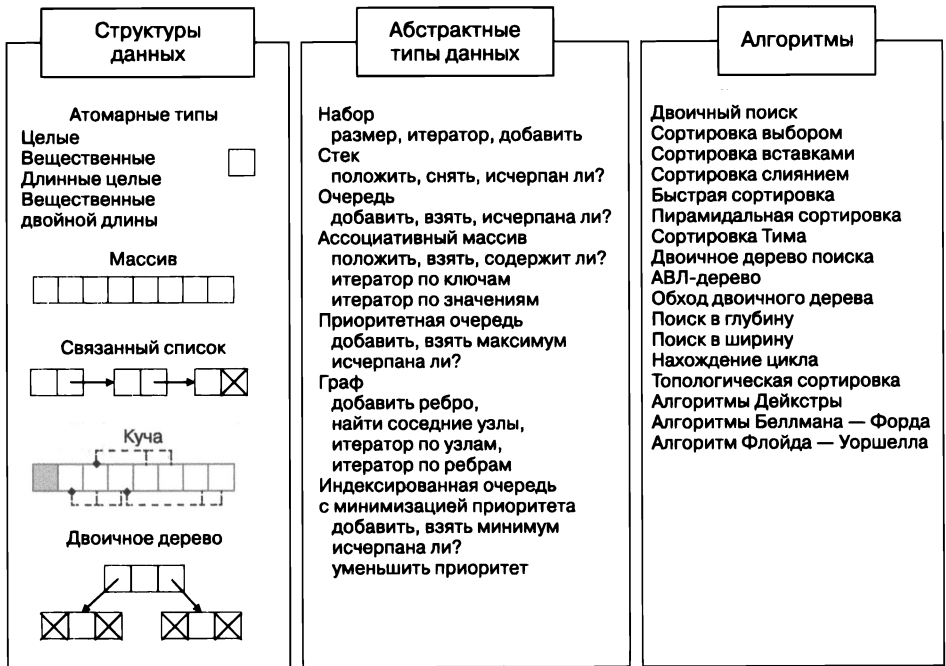 Структуры
данных
Атомарные типы
Целые
Вещественные
Длинные целые
Вещественные
двойной длины
Массив
Связанный список
Куча
Двоичное дерево
Абстрактные
типы данных
Набор
размер, итератор, добавить
Стек
положить, снять, исчерпан ли?
Очередь
добавить, взять, исчерпана ли?
Ассоциативный массив
положить, взять, содержит ли?
итератор по ключам
итератор по значениям
Приоритетная очередь
добавить, взять максимум
исчерпана ли?
Граф
добавить ребро,
найти соседние узлы,
итератор по узлам,
итератор по ребрам
Индексированная очередь
с минимизацией приоритета
добавить, взять минимум
исчерпана ли?
уменьшить приоритет
Алгоритмы
Двоичный поиск
Сортировка выбором
Сортировка вставками
Сортировка слиянием
Быстрая сортировка
Пирамидальная сортировка
Сортировка Тима
Двоичное дерево поиска
АВЛ-дерево
Обход двоичного дерева
Поиск в глубину
Поиск в ширину
Нахождение цикла
Топологическая сортировка
Алгоритмы Дейкстры
Алгоритмы Беллмана — Форда
Алгоритм Флойда — Уоршелла